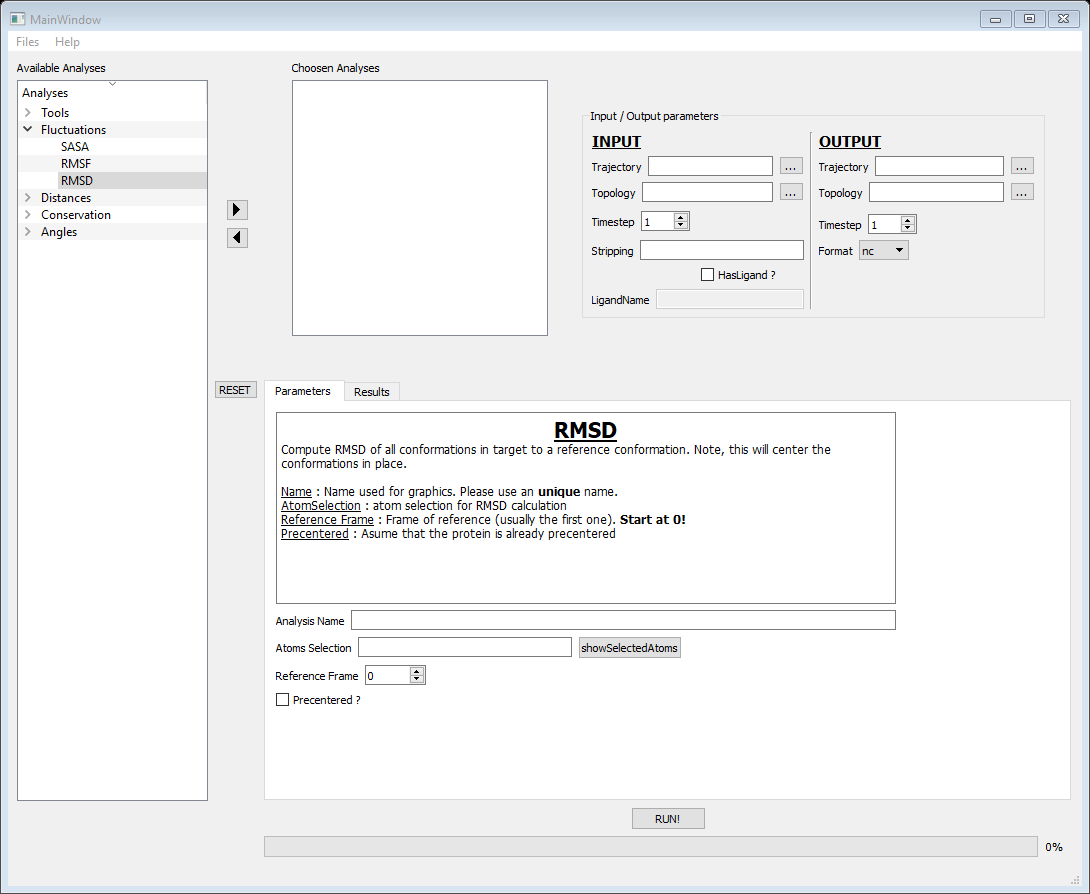 MainWindow
Files Help
Available Analyses
Analyses
Tools
Fluctuations
SASA
RMSF
RMSD
Distances
Conservation
Angles
Choosen Analyses
Input / Output parameters
INPUT
Trajectory ...
Topology ...
Timestep 1
Stripping
HasLigand ?
LigandName
OUTPUT
Trajectory ...
Topology ...
Timestep 1
Format nc
RESET
Parameters Results
RMSD
Compute RMSD of all conformations in target to a reference conformation. Note, this will center the
conformations in place.
Name : Name used for graphics. Please use an unique name.
AtomSelection : atom selection for RMSD calculation
Reference Frame : Frame of reference (usually the first one). Start at 0!
Precentered : Asume that the protein is already precentered
Analysis Name
Atoms Selection showSelectedAtoms
Reference Frame 0
Precentered ?
RUN!
0%